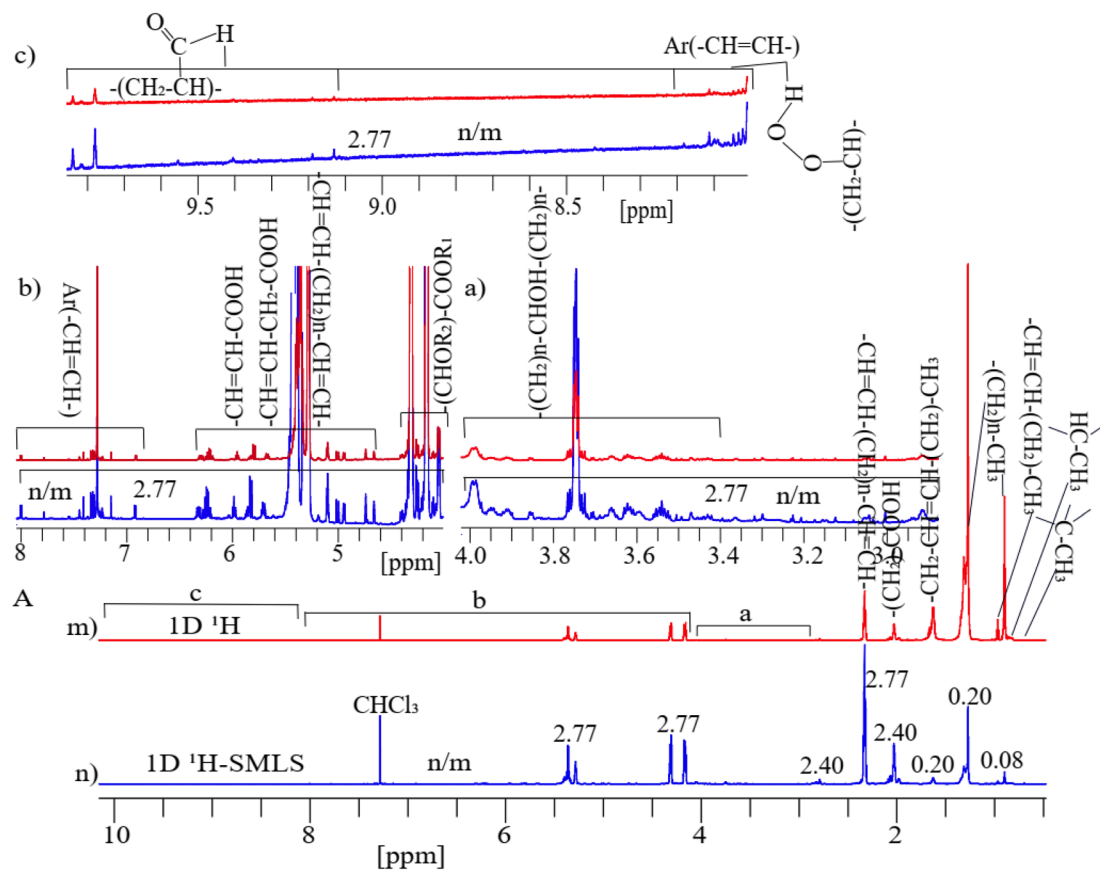 c)
O
C
H
-(CH₂-CH)-
Ar(-CH=CH-)
H
O
O
-(CH₂-CH)-
2.77
n/m
9.5
9.0
8.5
[ppm]
b)
Ar(-CH=CH-)
-CH=CH-COOH
-CH=CH-CH₂-COOH
-CH=CH-(CH₂)n-CH=CH-
-(CHOR₂)-COOR₁
n/m
2.77
8
7
6
5
[ppm]
a)
-(CH₂)n-CHOH-(CH₂)n-
2.77
n/m
4.0
3.8
3.6
3.4
3.2
3.0
-CH=CH-(CH₂)n-CH=CH-
-(CH₂)COOH
-CH₂-CH=CH-(CH₂)-CH₃
-(CH₂)n-CH₃
-CH=CH-(CH₂)-CH₃
HC-CH₃
C-CH₃
A
c
b
a
m)
1D ¹H
CHCl₃
n)
1D ¹H-SMLS
n/m
2.77
2.77
2.40
2.77
2.40
0.20
0.20
0.08
10
8
6
4
2
[ppm]